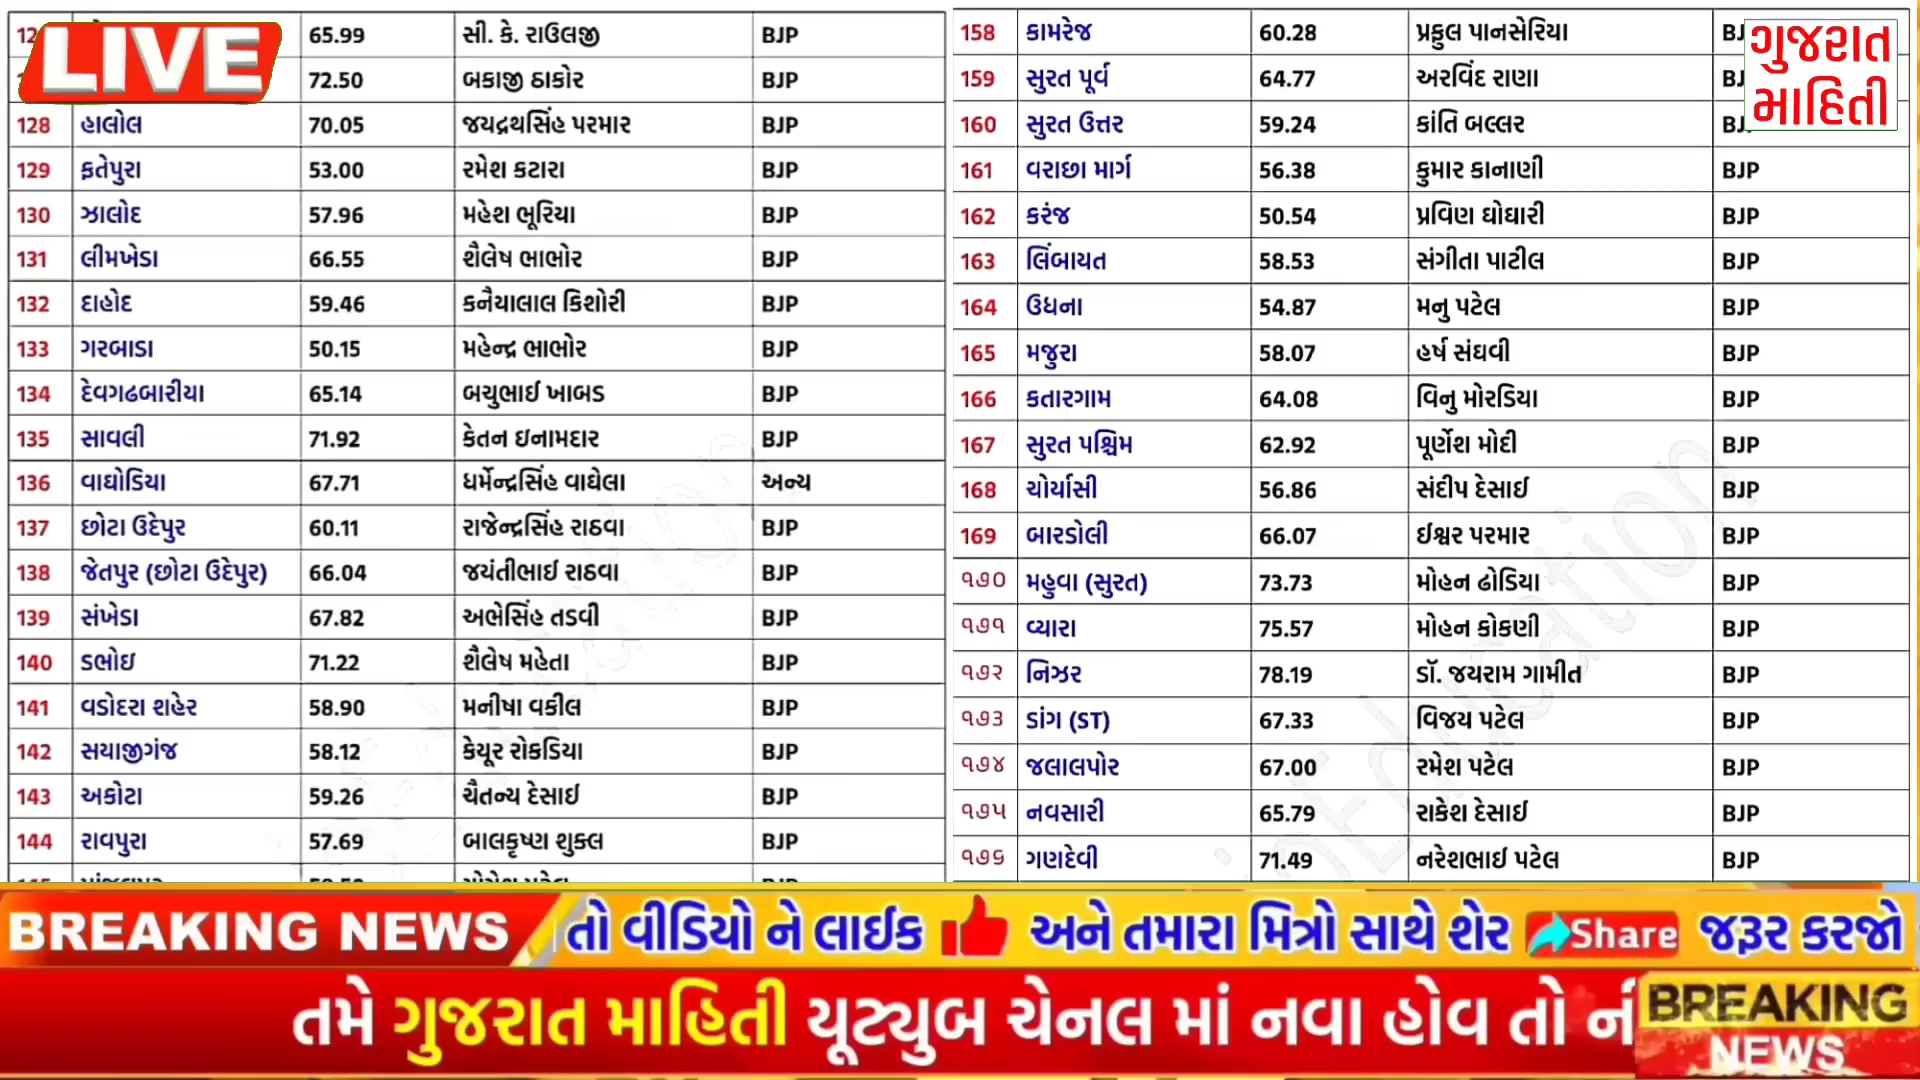 LIVE
65.99 સી. કે. રાઉલજી BJP
72.50 બકાજી ઠાકોર BJP
128 હાલોલ 70.05 જયદ્રથસિંહ પરમાર BJP
129 ફતેપુરા 53.00 રમેશ કટારા BJP
130 ઝાલોદ 57.96 મહેશ ભૂરિયા BJP
131 લીમખેડા 66.55 શૈલેષ ભાભોર BJP
132 દાહોદ 59.46 કનૈયાલાલ કિશોરી BJP
133 ગરબાડા 50.15 મહેન્દ્ર ભાભોર BJP
134 દેવગઢબારીયા 65.14 બચુભાઈ ખાબડ BJP
135 સાવલી 71.92 કેતન ઇનામદાર BJP
136 વાઘોડિયા 67.71 ધર્મેન્દ્રસિંહ વાઘેલા અન્ય
137 છોટા ઉદેપુર 60.11 રાજેન્દ્રસિંહ રાઠવા BJP
138 જેતપુર (છોટા ઉદેપુર) 66.04 જયંતીભાઈ રાઠવા BJP
139 સંખેડા 67.82 અભેસિંહ તડવી BJP
140 ડભોઇ 71.22 શૈલેષ મહેતા BJP
141 વડોદરા શહેર 58.90 મનીષા વકીલ BJP
142 સયાજીગંજ 58.12 કેયૂર રોકડિયા BJP
143 અકોટા 59.26 ચૈતન્ય દેસાઈ BJP
144 રાવપુરા 57.69 બાલકૃષ્ણ શુક્લ BJP
158 કામરેજ 60.28 પ્રફુલ પાનસેરિયા
159 સુરત પૂર્વ 64.77 અરવિંદ રાણા
160 સુરત ઉત્તર 59.24 કાંતિ બલ્લર
161 વરાછા માર્ગ 56.38 કુમાર કાનાણી BJP
162 કરંજ 50.54 પ્રવિણ ઘોઘારી BJP
163 લિંબાયત 58.53 સંગીતા પાટીલ BJP
164 ઉધના 54.87 મનુ પટેલ BJP
165 મજુરા 58.07 હર્ષ સંઘવી BJP
166 કતારગામ 64.08 વિનુ મોરડિયા BJP
167 સુરત પશ્ચિમ 62.92 પૂર્ણેશ મોદી BJP
168 ચોર્યાસી 56.86 સંદીપ દેસાઈ BJP
169 બારડોલી 66.07 ઈશ્વર પરમાર BJP
૧૭૦ મહુવા (સુરત) 73.73 મોહન ઢોડિયા BJP
૧૭૧ વ્યારા 75.57 મોહન કોકણી BJP
૧૭૨ નિઝર 78.19 ડૉ. જયરામ ગામીત BJP
૧૭૩ ડાંગ (ST) 67.33 વિજય પટેલ BJP
૧૭૪ જલાલપોર 67.00 રમેશ પટેલ BJP
૧૭૫ નવસારી 65.79 રાકેશ દેસાઈ BJP
૧૭૬ ગણદેવી 71.49 નરેશભાઈ પટેલ BJP
ગુજરાત
માહિતી
BREAKING NEWS તો વીડિયો ને લાઈક અને તમારા મિત્રો સાથે શેર Share જરૂર કરજો
તમે ગુજરાત માહિતી યૂટ્યુબ ચેનલ માં નવા હોવ તો
BREAKING
NEWS